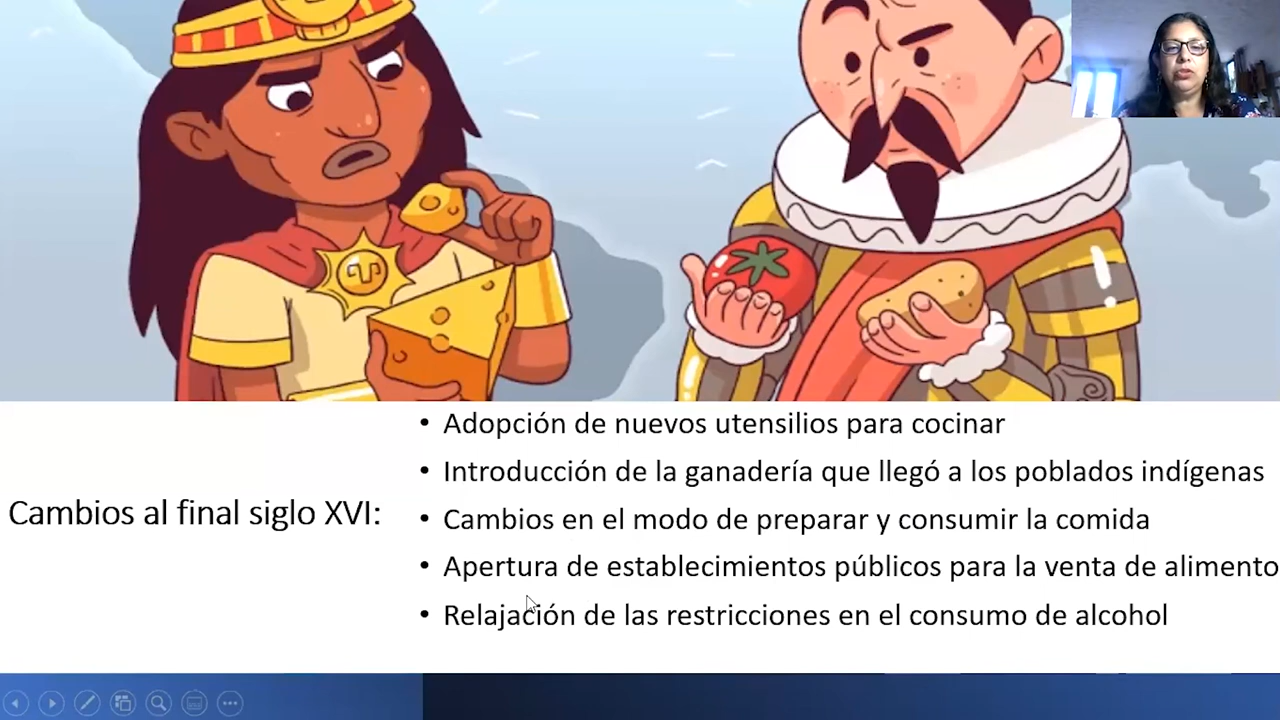 Cambios al final siglo XVI:
• Adopción de nuevos utensilios para cocinar
• Introducción de la ganadería que llegó a los poblados indígenas
• Cambios en el modo de preparar y consumir la comida
• Apertura de establecimientos públicos para la venta de alimento
• Relajación de las restricciones en el consumo de alcohol